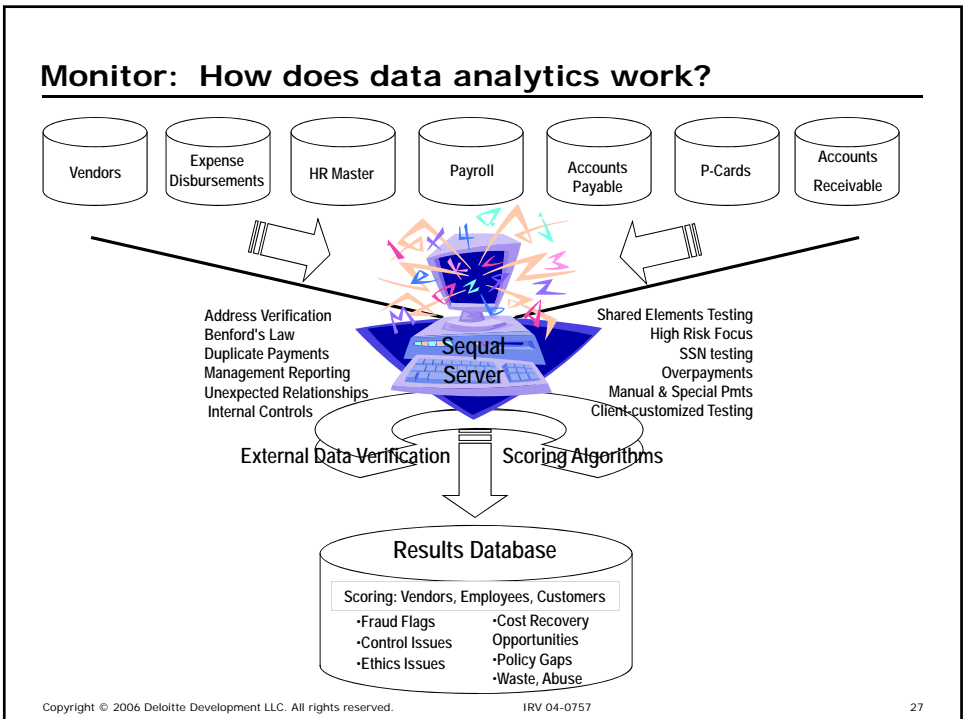 Monitor: How does data analytics work?
Vendors
Expense
Disbursements
HR Master
Payroll
Accounts
Payable
P-Cards
Accounts
Receivable
Address Verification
Benford's Law
Duplicate Payments
Management Reporting
Unexpected Relationships
Internal Controls
Sequal
Server
Shared Elements Testing
High Risk Focus
SSN testing
Overpayments
Manual & Special Pmts
Client-customized Testing
External Data Verification
Scoring Algorithms
Results Database
Scoring: Vendors, Employees, Customers
•Fraud Flags
•Control Issues
•Ethics Issues
•Cost Recovery
Opportunities
•Policy Gaps
•Waste, Abuse
Copyright © 2006 Deloitte Development LLC. All rights reserved.
IRV 04-0757
27